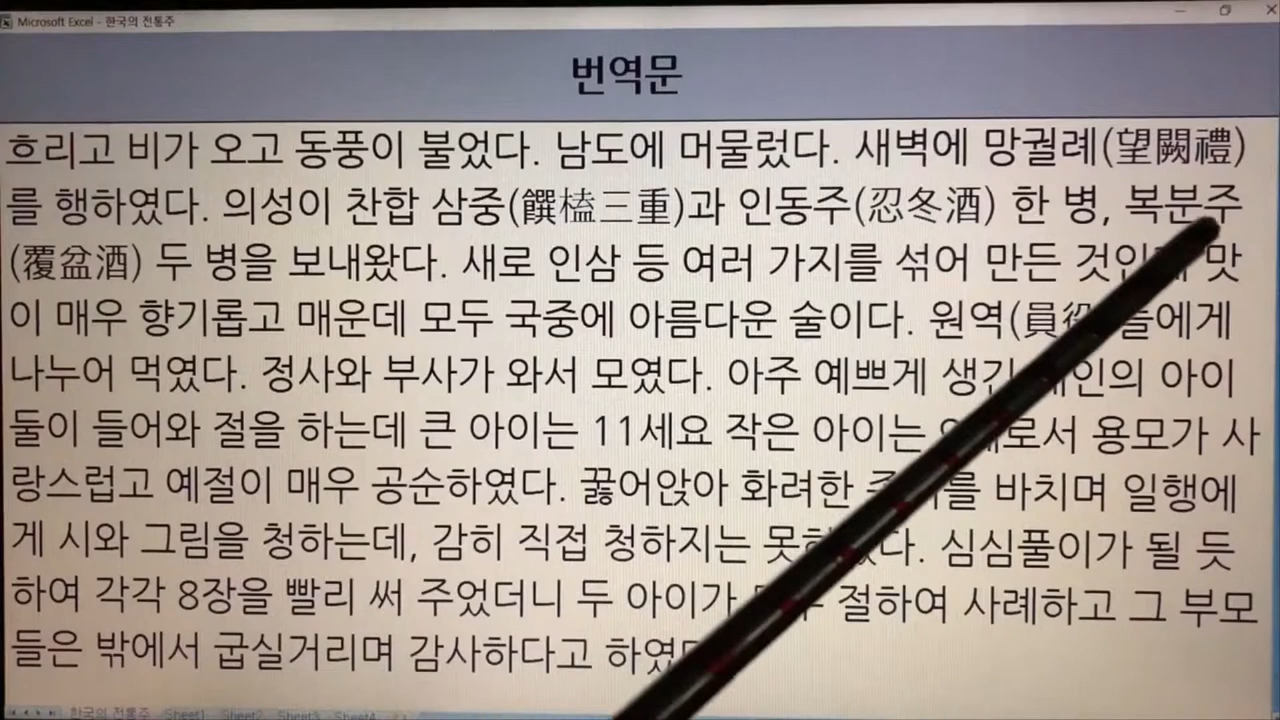 Microsoft Excel - 한국의 전통주
번역문
흐리고 비가 오고 동풍이 불었다. 남도에 머물렀다. 새벽에 망궐례(望闕禮)
를 행하였다. 의성이 찬합 삼중(饌榼三重)과 인동주(忍冬酒) 한 병, 복분주
(覆盆酒) 두 병을 보내왔다. 새로 인삼 등 여러 가지를 섞어 만든 맛
이 매우 향기롭고 매운데 모두 국중에 아름다운 술이다. 원역(員 들에게
나누어 먹였다. 정사와 부사가 와서 모였다. 아주 예쁘게 생긴 아이
둘이 들어와 절을 하는데 큰 아이는 11세요 작은 아이는 용모가 사
랑스럽고 예절이 매우 공순하였다. 꿇어앉아 화려한 바치며 일행에
게 시와 그림을 청하는데, 감히 직접 청하지는 심심풀이가 될 듯
하여 각각 8장을 빨리 써 주었더니 두 아이가 절하여 사례하고 그 부모
들은 밖에서 굽실거리며 감사하다고 하였
한국의 전통주 Sheet1 Sheet2 Sheet3 Sheet4